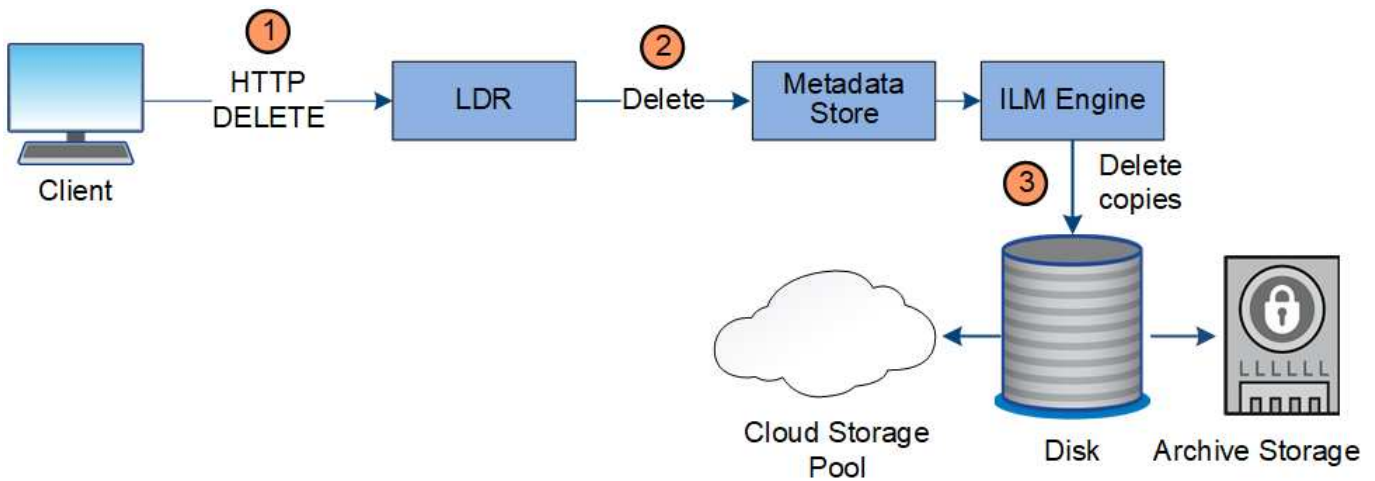 1
HTTP
DELETE
Client
LDR
2
Delete
Metadata
Store
ILM Engine
3
Delete
copies
Cloud Storage
Pool
Disk
LLLLLL
Archive Storage